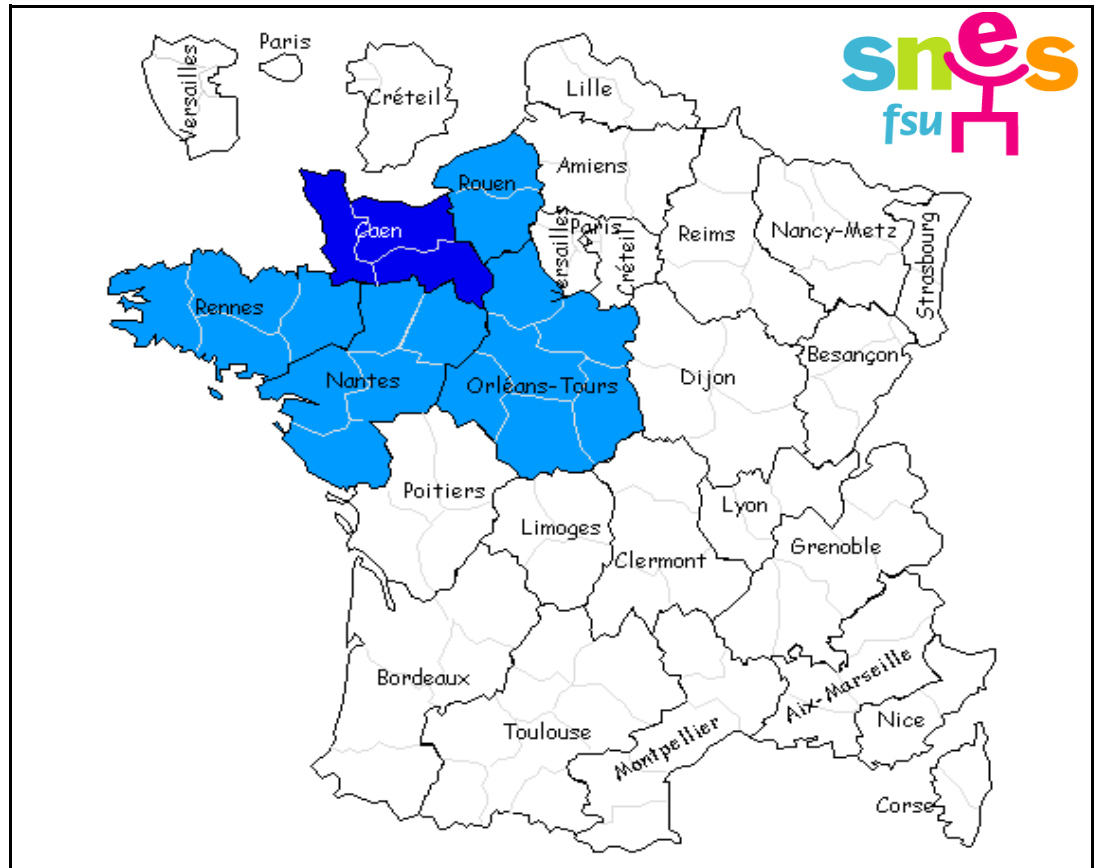 Versailles
Paris
Créteil
Lille
snes
fsu
Amiens
Rouen
Caen
Versailles
Paris
Créteil
Reims
Nancy-Metz
Strasbourg
Rennes
Nantes
Orléans-Tours
Dijon
Besançon
Poitiers
Limoges
Clermont
Lyon
Grenoble
Bordeaux
Toulouse
Montpellier
Aix-Marseille
Nice
Corse